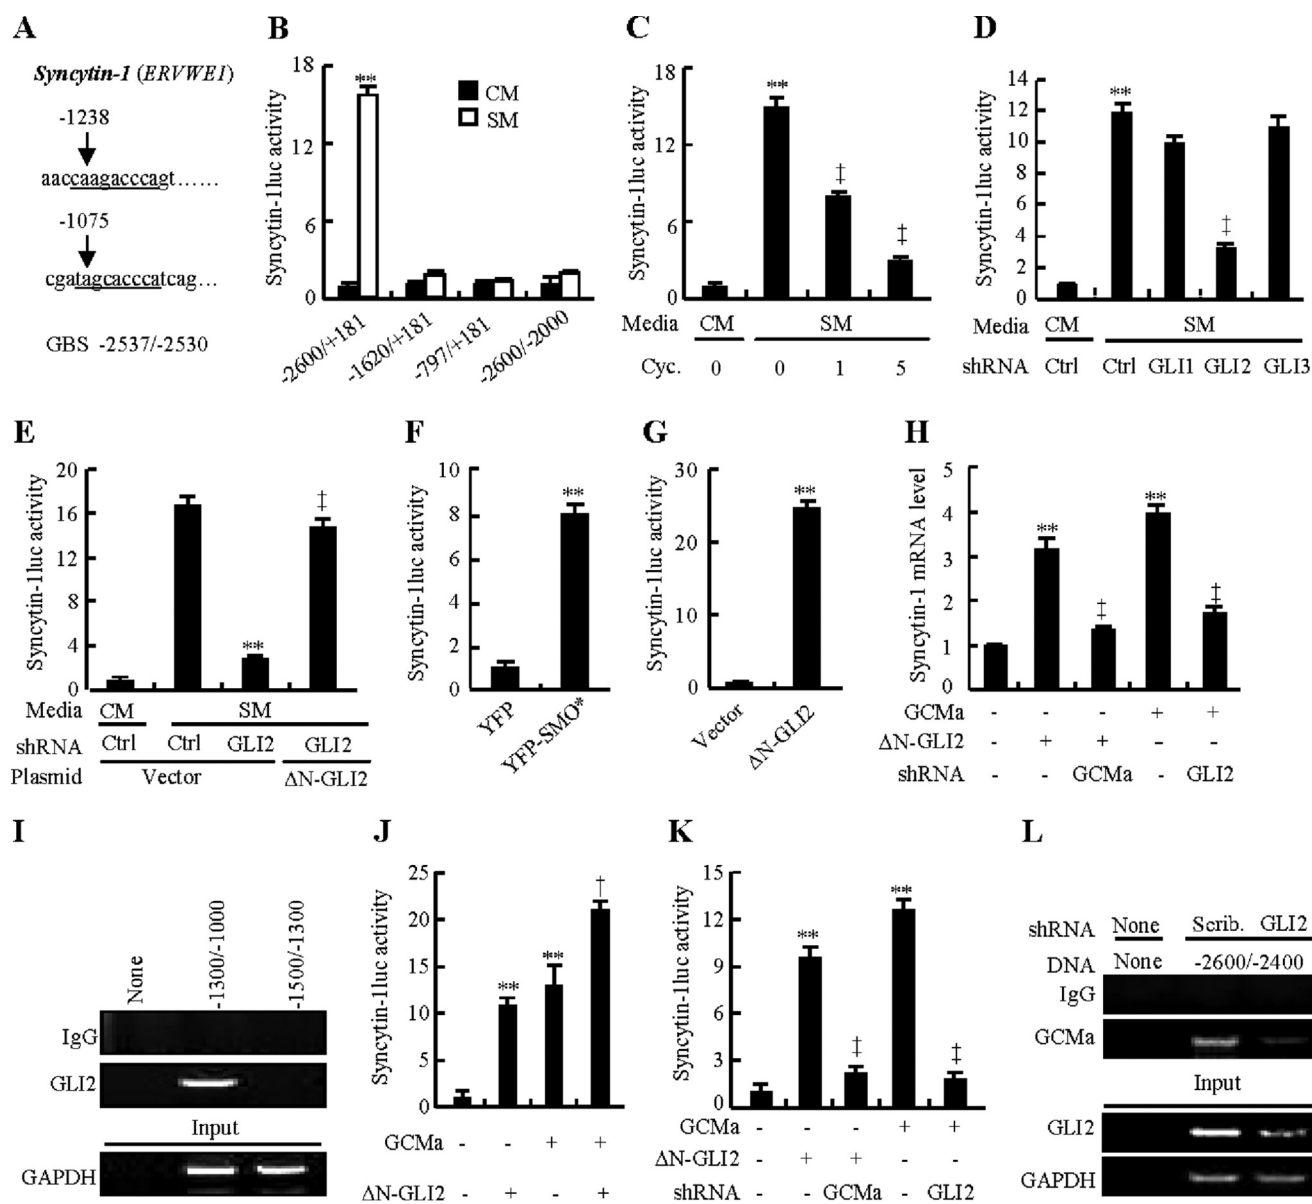 A
Syncytin-1 (ERVWEI)
-1238
aaccaagacccagt......
-1075
cgatagcacccatcag...
GBS -2537/-2530
B
Syncytin-1luc activity
18
12
6
0
** 
CM
SM
-2600/+181
-1620/+181
-797/+181
-2600/-2000
C
Syncytin-1luc activity
18
12
6
0
**
‡
‡
Media CM SM
Cyc. 0 0 1 5
D
Syncytin-1luc activity
14
12
10
8
6
4
2
0
**
‡
Media CM SM
shRNA Ctrl Ctrl GLI1 GLI2 GLI3
E
Syncytin-1luc activity
20
16
12
8
4
0
**
‡
Media CM SM
shRNA Ctrl Ctrl GLI2 GLI2
Plasmid Vector ΔN-GLI2
F
Syncytin-1luc activity
10
8
6
4
2
0
**
YFP
YFP-SMO*
G
Syncytin-1luc activity
30
20
10
0
**
Vector
ΔN-GLI2
H
Syncytin-1 mRNA level
5
4
3
2
1
0
**
‡
**
‡
GCMa - - - + +
ΔN-GLI2 - + + - -
shRNA - - GCMa - GLI2
I
None
-1300/-1000
-1500/-1300
IgG
GLI2
Input
GAPDH
J
Syncytin-1luc activity
25
20
15
10
5
0
**
**
†
GCMa - - + +
ΔN-GLI2 - + - +
K
Syncytin-1luc activity
15
12
9
6
3
0
**
‡
**
‡
GCMa - - - + +
ΔN-GLI2 - + + - -
shRNA - - GCMa - GLI2
L
shRNA None Scrib. GLI2
DNA None -2600/-2400
IgG
GCMa
Input
GLI2
GAPDH